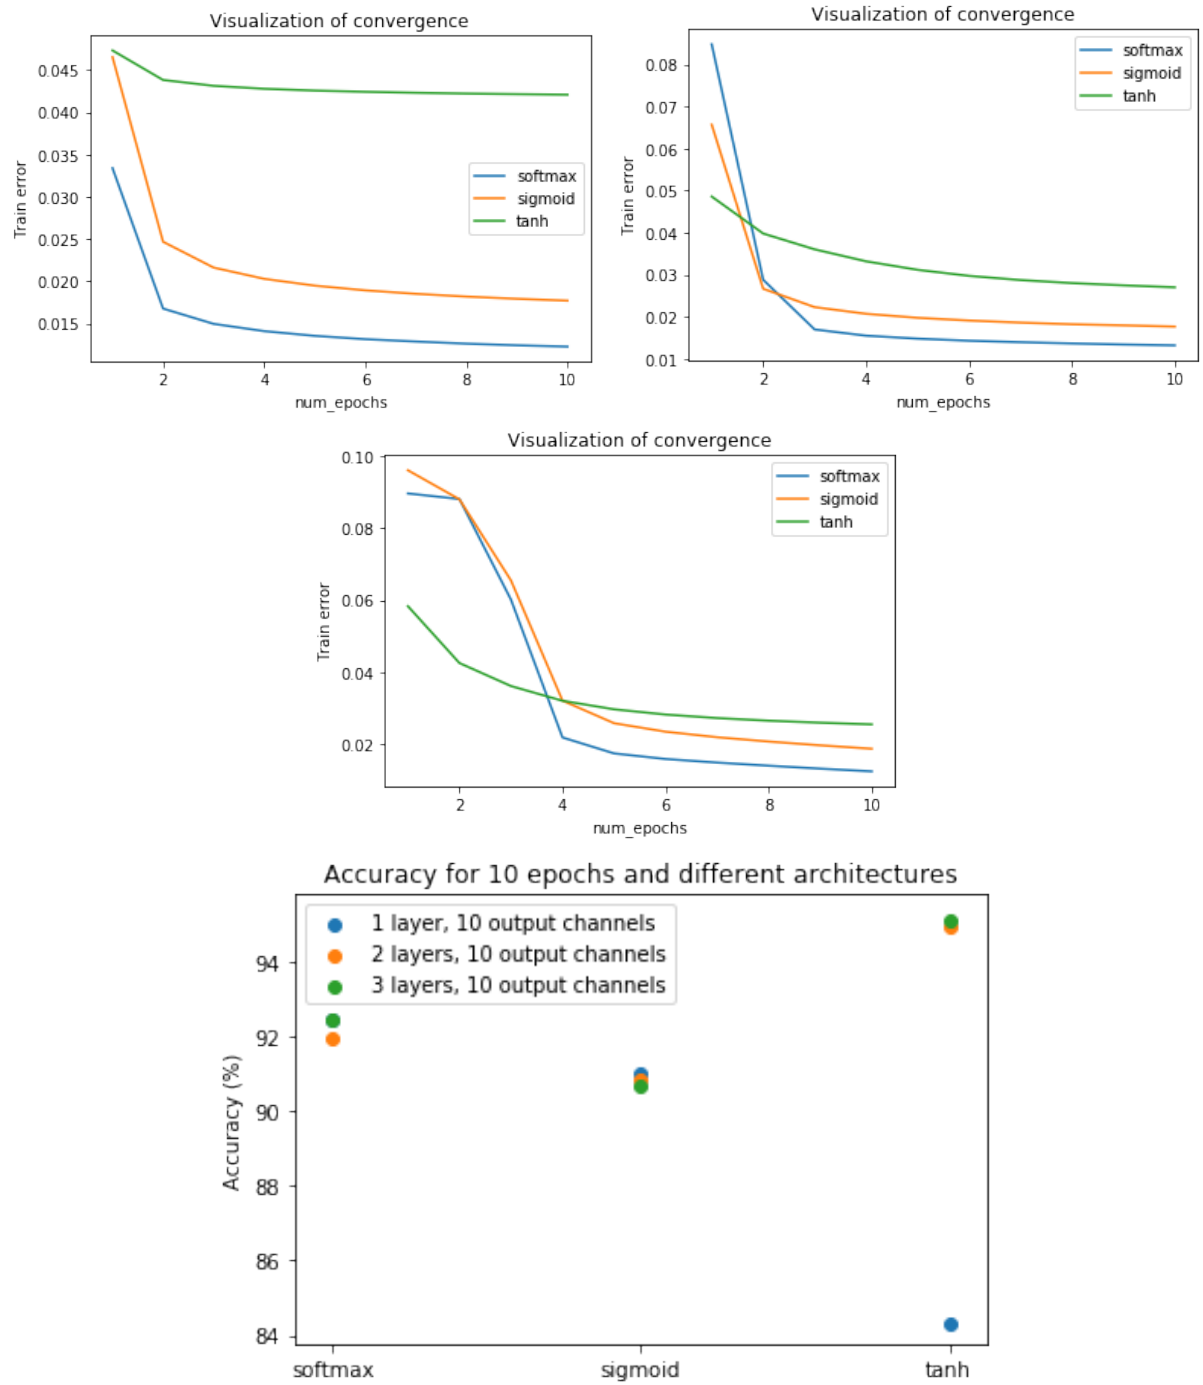 Visualization of convergence
0.045
0.040
0.035
0.030
0.025
0.020
0.015
Train error
softmax
sigmoid
tanh
2 4 6 8 10
num_epochs
Visualization of convergence
0.08
0.07
0.06
0.05
0.04
0.03
0.02
0.01
Train error
softmax
sigmoid
tanh
2 4 6 8 10
num_epochs
Visualization of convergence
0.10
0.08
0.06
0.04
0.02
Train error
softmax
sigmoid
tanh
2 4 6 8 10
num_epochs
Accuracy for 10 epochs and different architectures
1 layer, 10 output channels
2 layers, 10 output channels
3 layers, 10 output channels
94
92
90
88
86
84
Accuracy (%)
softmax sigmoid tanh